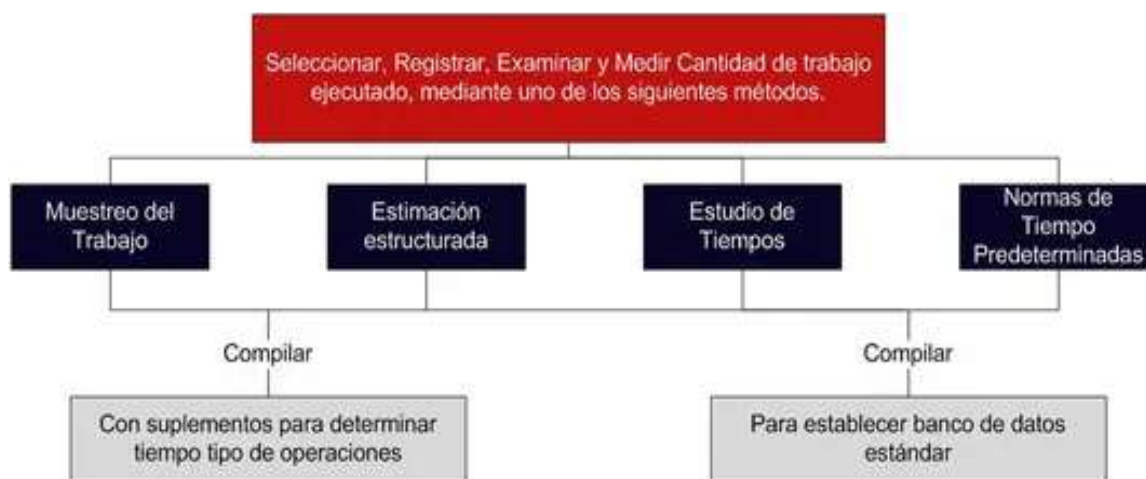 Seleccionar, Registrar, Examinar y Medir Cantidad de trabajo
ejecutado, mediante uno de los siguientes métodos.
Muestreo del
Trabajo
Estimación
estructurada
Estudio de
Tiempos
Normas de
Tiempo
Predeterminadas
Compilar
Compilar
Con suplementos para determinar
tiempo tipo de operaciones
Para establecer banco de datos
estándar